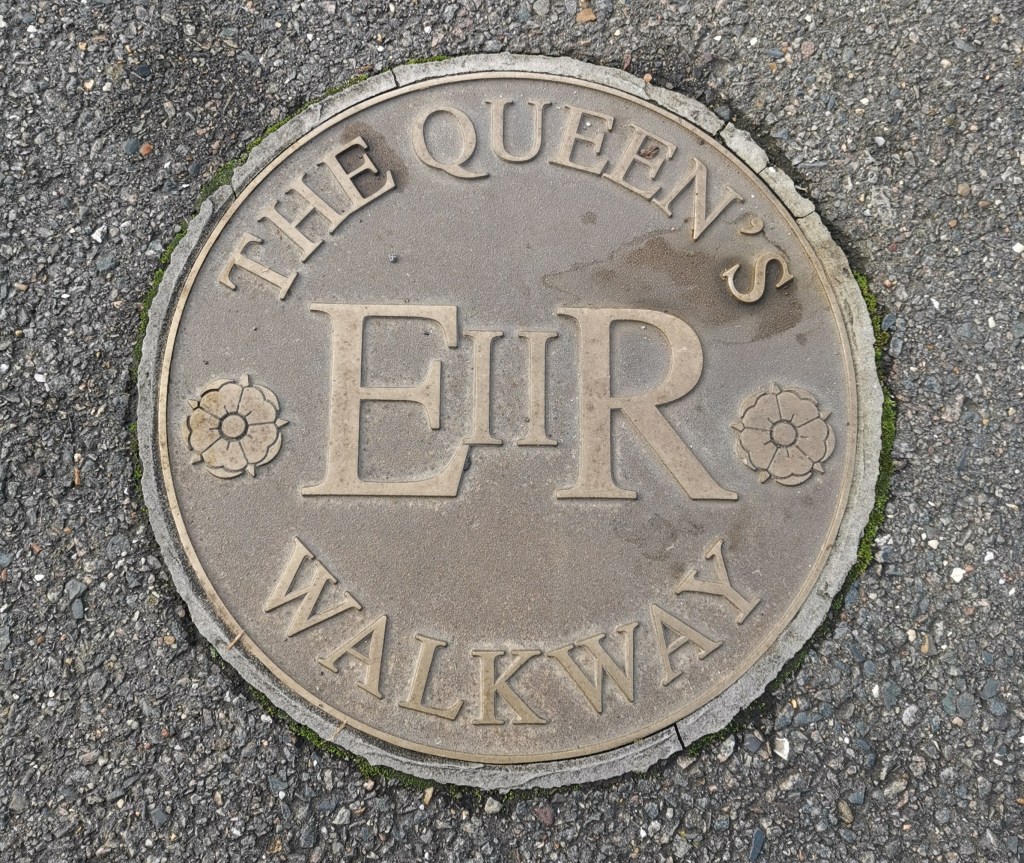 THE QUEEN'S
EIIR
WALKWAY